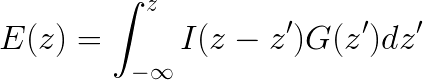 E(z) = ∫_{-∞}^{z} I(z − z′)G(z′)dz′